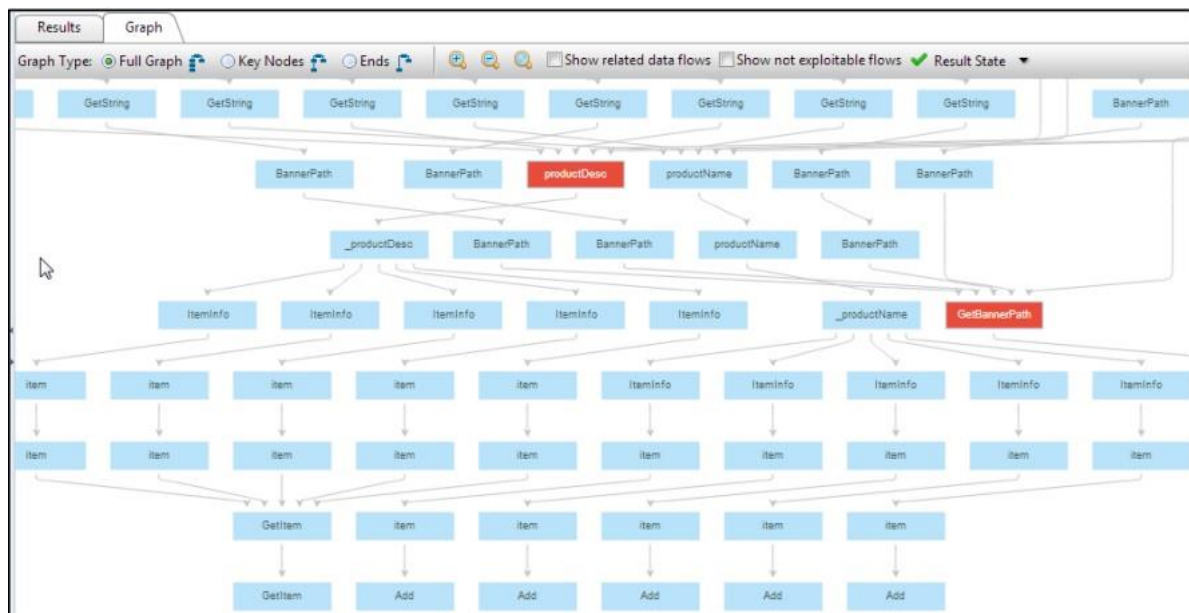 Results Graph
Graph Type: Full Graph Key Nodes Ends Show related data flows Show not exploitable flows Result State
GetString GetString GetString GetString GetString GetString GetString GetString BannerPath
BannerPath BannerPath productDesc productName BannerPath BannerPath
_productDesc BannerPath BannerPath productName BannerPath
ItemInfo ItemInfo ItemInfo ItemInfo ItemInfo _productName GetBannerPath
item item item item item ItemInfo ItemInfo ItemInfo ItemInfo ItemInfo
item item item item item item item item item item
GetItem item item item item item
GetItem Add Add Add Add Add